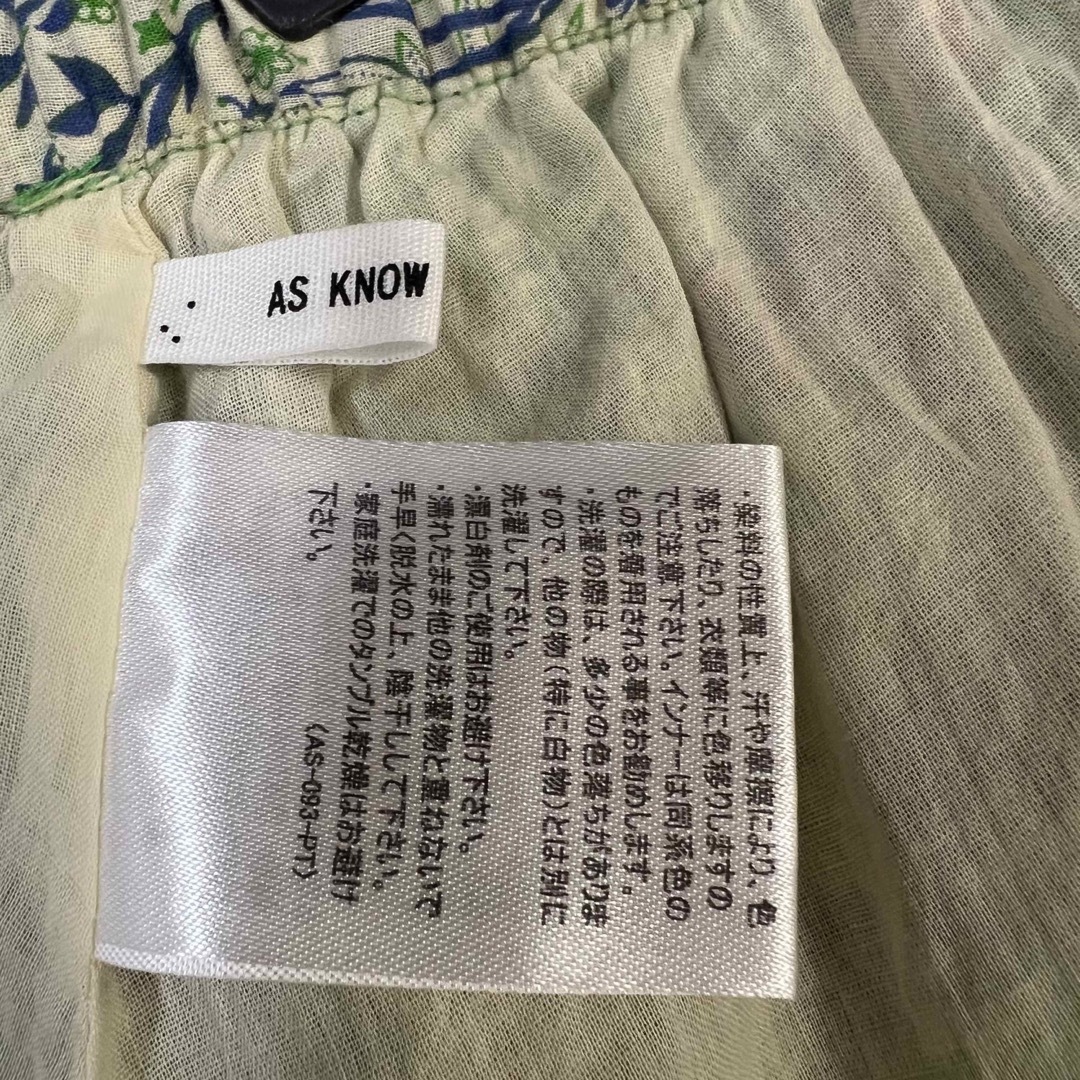 AS KNOW
・染料の性質上、汗や摩擦により、色
落ちしたり、衣類等に色移りしますの
でご注意下さい。インナーは同系色の
ものを着用される事をお勧めします。
・洗濯の際は、多少の色落ちがありま
すので、他の物(特に白物)とは別に
洗濯して下さい。
・漂白剤のご使用はお避け下さい。
・濡れたまま他の洗濯物と重ねないで
手早く脱水の上、陰干しして下さい。
・家庭洗濯でのタンブル乾燥はお避け
下さい。
(AS-093-PT)